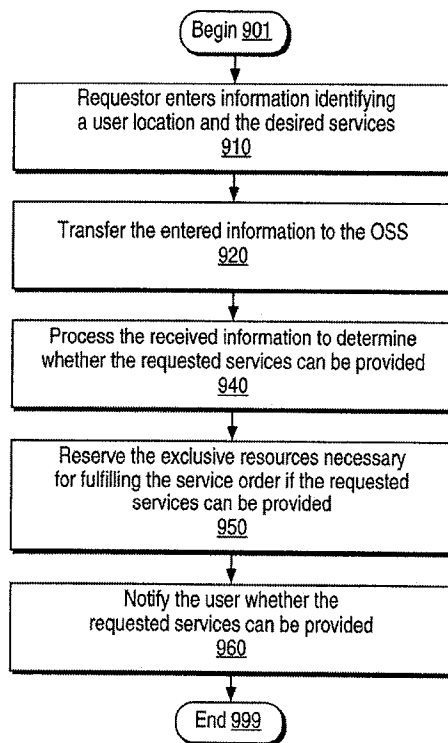 Begin 901
Requestor enters information identifying
a user location and the desired services
910
Transfer the entered information to the OSS
920
Process the received information to determine
whether the requested services can be provided
940
Reserve the exclusive resources necessary
for fulfilling the service order if the requested
services can be provided
950
Notify the user whether the
requested services can be provided
960
End 999